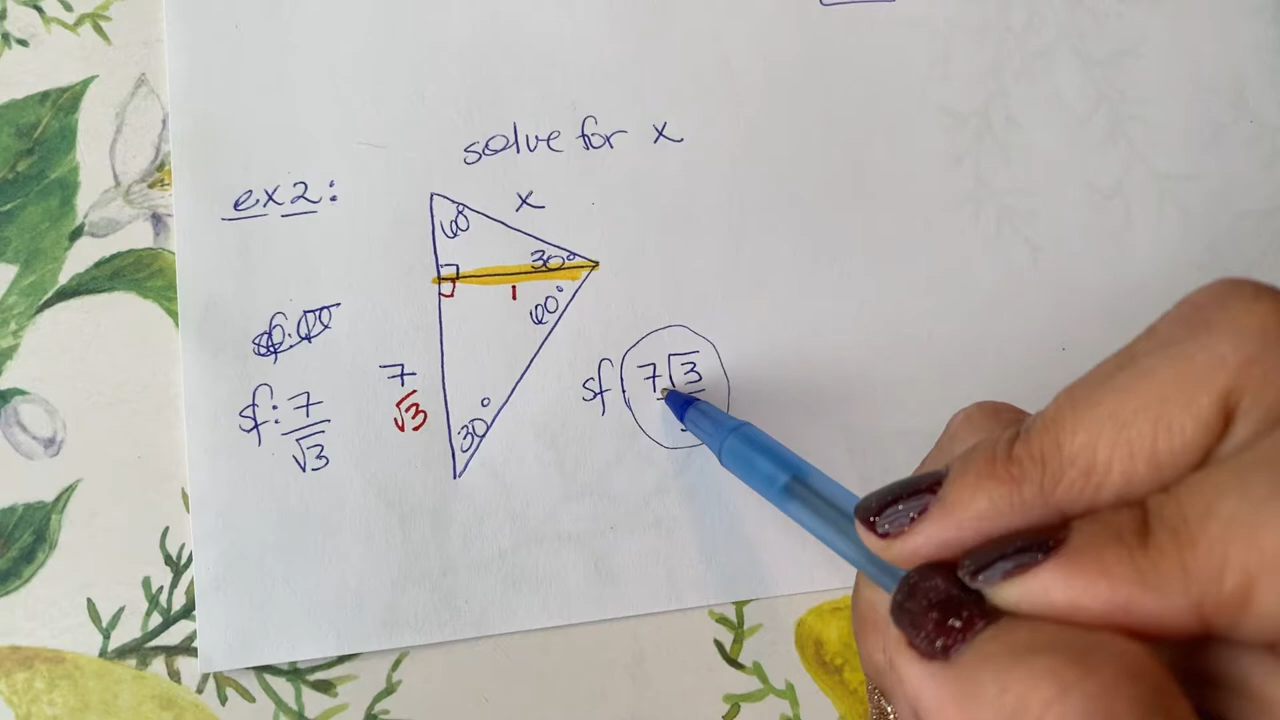 solve for x
ex2:
x
60°
30°
1
60°
7
√3
30°
sf: 7/√3
sf 7√3